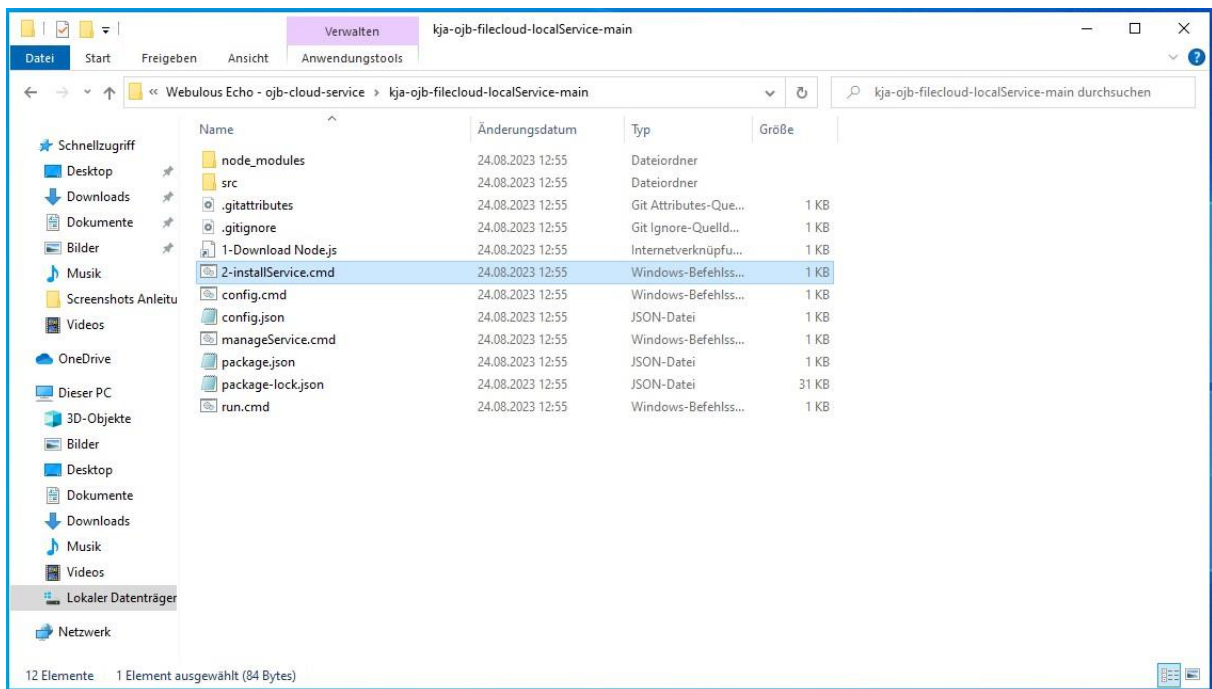 Verwalten kja-ojb-filecloud-localService-main
Datei Start Freigeben Ansicht Anwendungstools
« Webulous Echo - ojb-cloud-service › kja-ojb-filecloud-localService-main kja-ojb-filecloud-localService-main durchsuchen
Name Änderungsdatum Typ Größe
Schnellzugriff
Desktop
Downloads
Dokumente
Bilder
Musik
Screenshots Anleitu
Videos
OneDrive
Dieser PC
3D-Objekte
Bilder
Desktop
Dokumente
Downloads
Musik
Videos
Lokaler Datenträger
Netzwerk
node_modules 24.08.2023 12:55 Dateiordner
src 24.08.2023 12:55 Dateiordner
.gitattributes 24.08.2023 12:55 Git Attributes-Que... 1 KB
.gitignore 24.08.2023 12:55 Git Ignore-Quelld... 1 KB
1-Download Node.js 24.08.2023 12:55 Internetverknüpfu... 1 KB
2-installService.cmd 24.08.2023 12:55 Windows-Befehlss... 1 KB
config.cmd 24.08.2023 12:55 Windows-Befehlss... 1 KB
config.json 24.08.2023 12:55 JSON-Datei 1 KB
manageService.cmd 24.08.2023 12:55 Windows-Befehlss... 1 KB
package.json 24.08.2023 12:55 JSON-Datei 1 KB
package-lock.json 24.08.2023 12:55 JSON-Datei 31 KB
run.cmd 24.08.2023 12:55 Windows-Befehlss... 1 KB
12 Elemente 1 Element ausgewählt (84 Bytes)